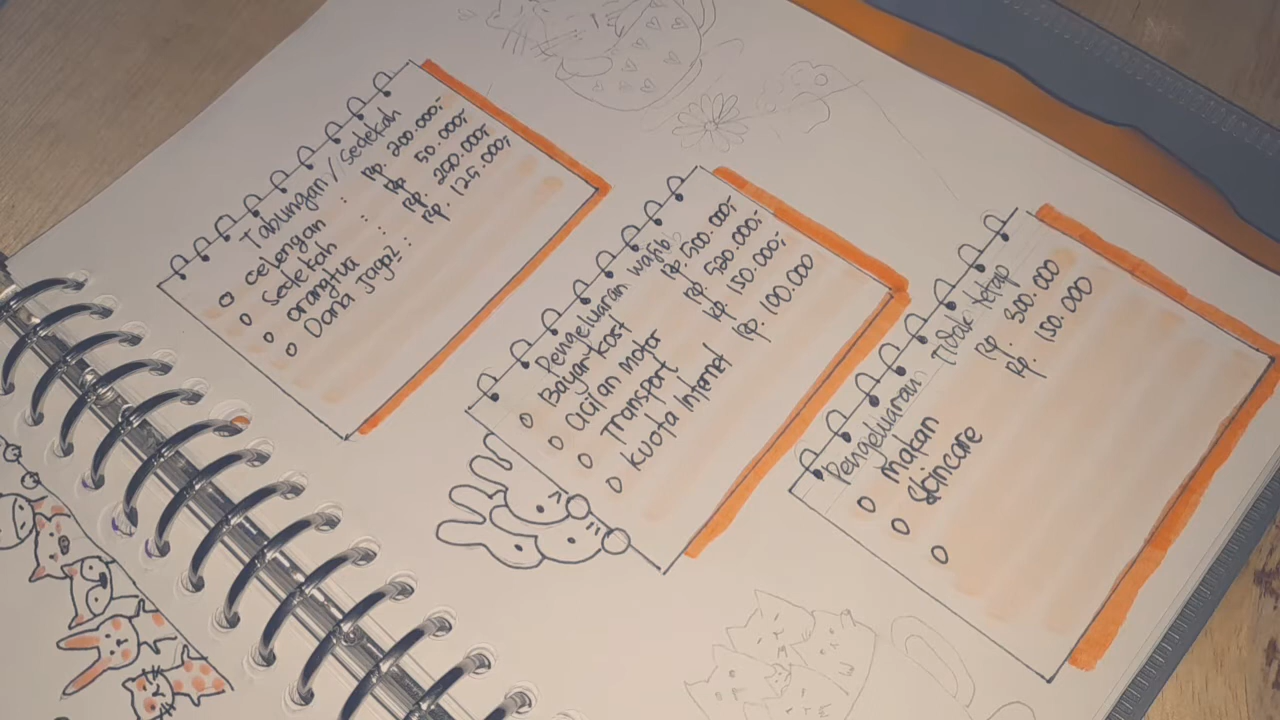 Tabungan / Sedekah
celengan : Rp. 200.000,-
Sedekah : Rp 50.000,-
orangtua : Rp. 250.000,-
Dana jaga² : Rp. 125.000,-
Pengeluaran wajib
Bayar kost Rp. 500.000,-
Cicilan motor Rp. 520.000,-
Transport Rp. 150.000,-
Kuota Internet Rp. 100.000
Pengeluaran Tidak tetap
Makan Rp 300.000
Skincare Rp. 150.000